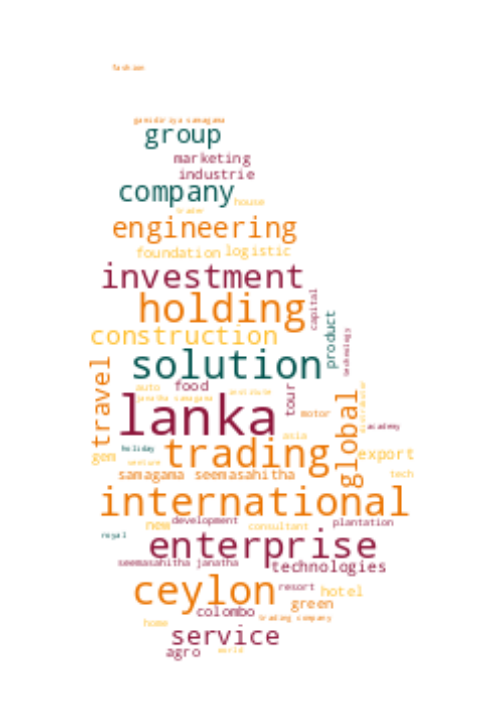 fashion
gamidiriya samagama
group
marketing
industrie
company
house
trader
engineering
foundation logistic
investment
holding
capital
construction
product
technology
solution
travel
auto
food
janatha samagama
institute
tour
lanka
motor
global
distributor
academy
asia
holiday
trading
gem
venture
export
samagama seemasahitha
tech
international
new
development
consultant
plantation
royal
enterprise
seemasahitha janatha
technologies
ceylon
resort
hotel
green
colombo
trading company
home
service
agro
world